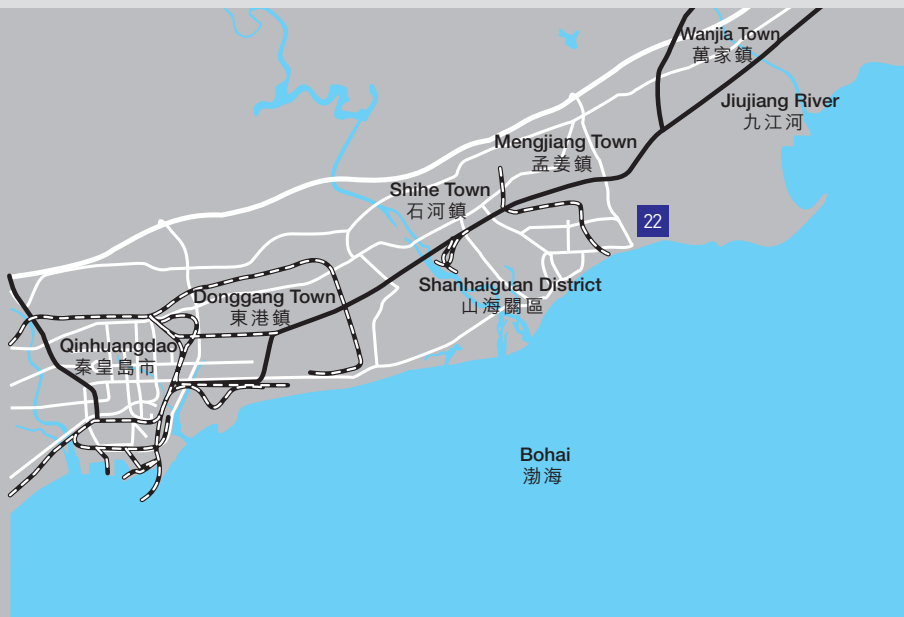 Wanjia Town
萬家鎮
Jiujiang River
九江河
Mengjiang Town
孟姜鎮
Shihe Town
石河鎮
22
Shanhaiguan District
山海關區
Donggang Town
東港鎮
Qinhuangdao
秦皇島市
Bohai
渤海